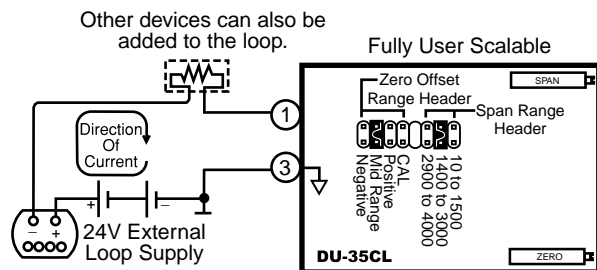 Other devices can also be
added to the loop.
Fully User Scalable
Zero Offset
Range Header
SPAN
Span Range
Header
1
Direction
Of
Current
3
Negative
Mid Range
Positive
CAL
2900 to 4000
1400 to 3000
10 to 1500
+
−
− +
24V External
Loop Supply
DU-35CL
ZERO